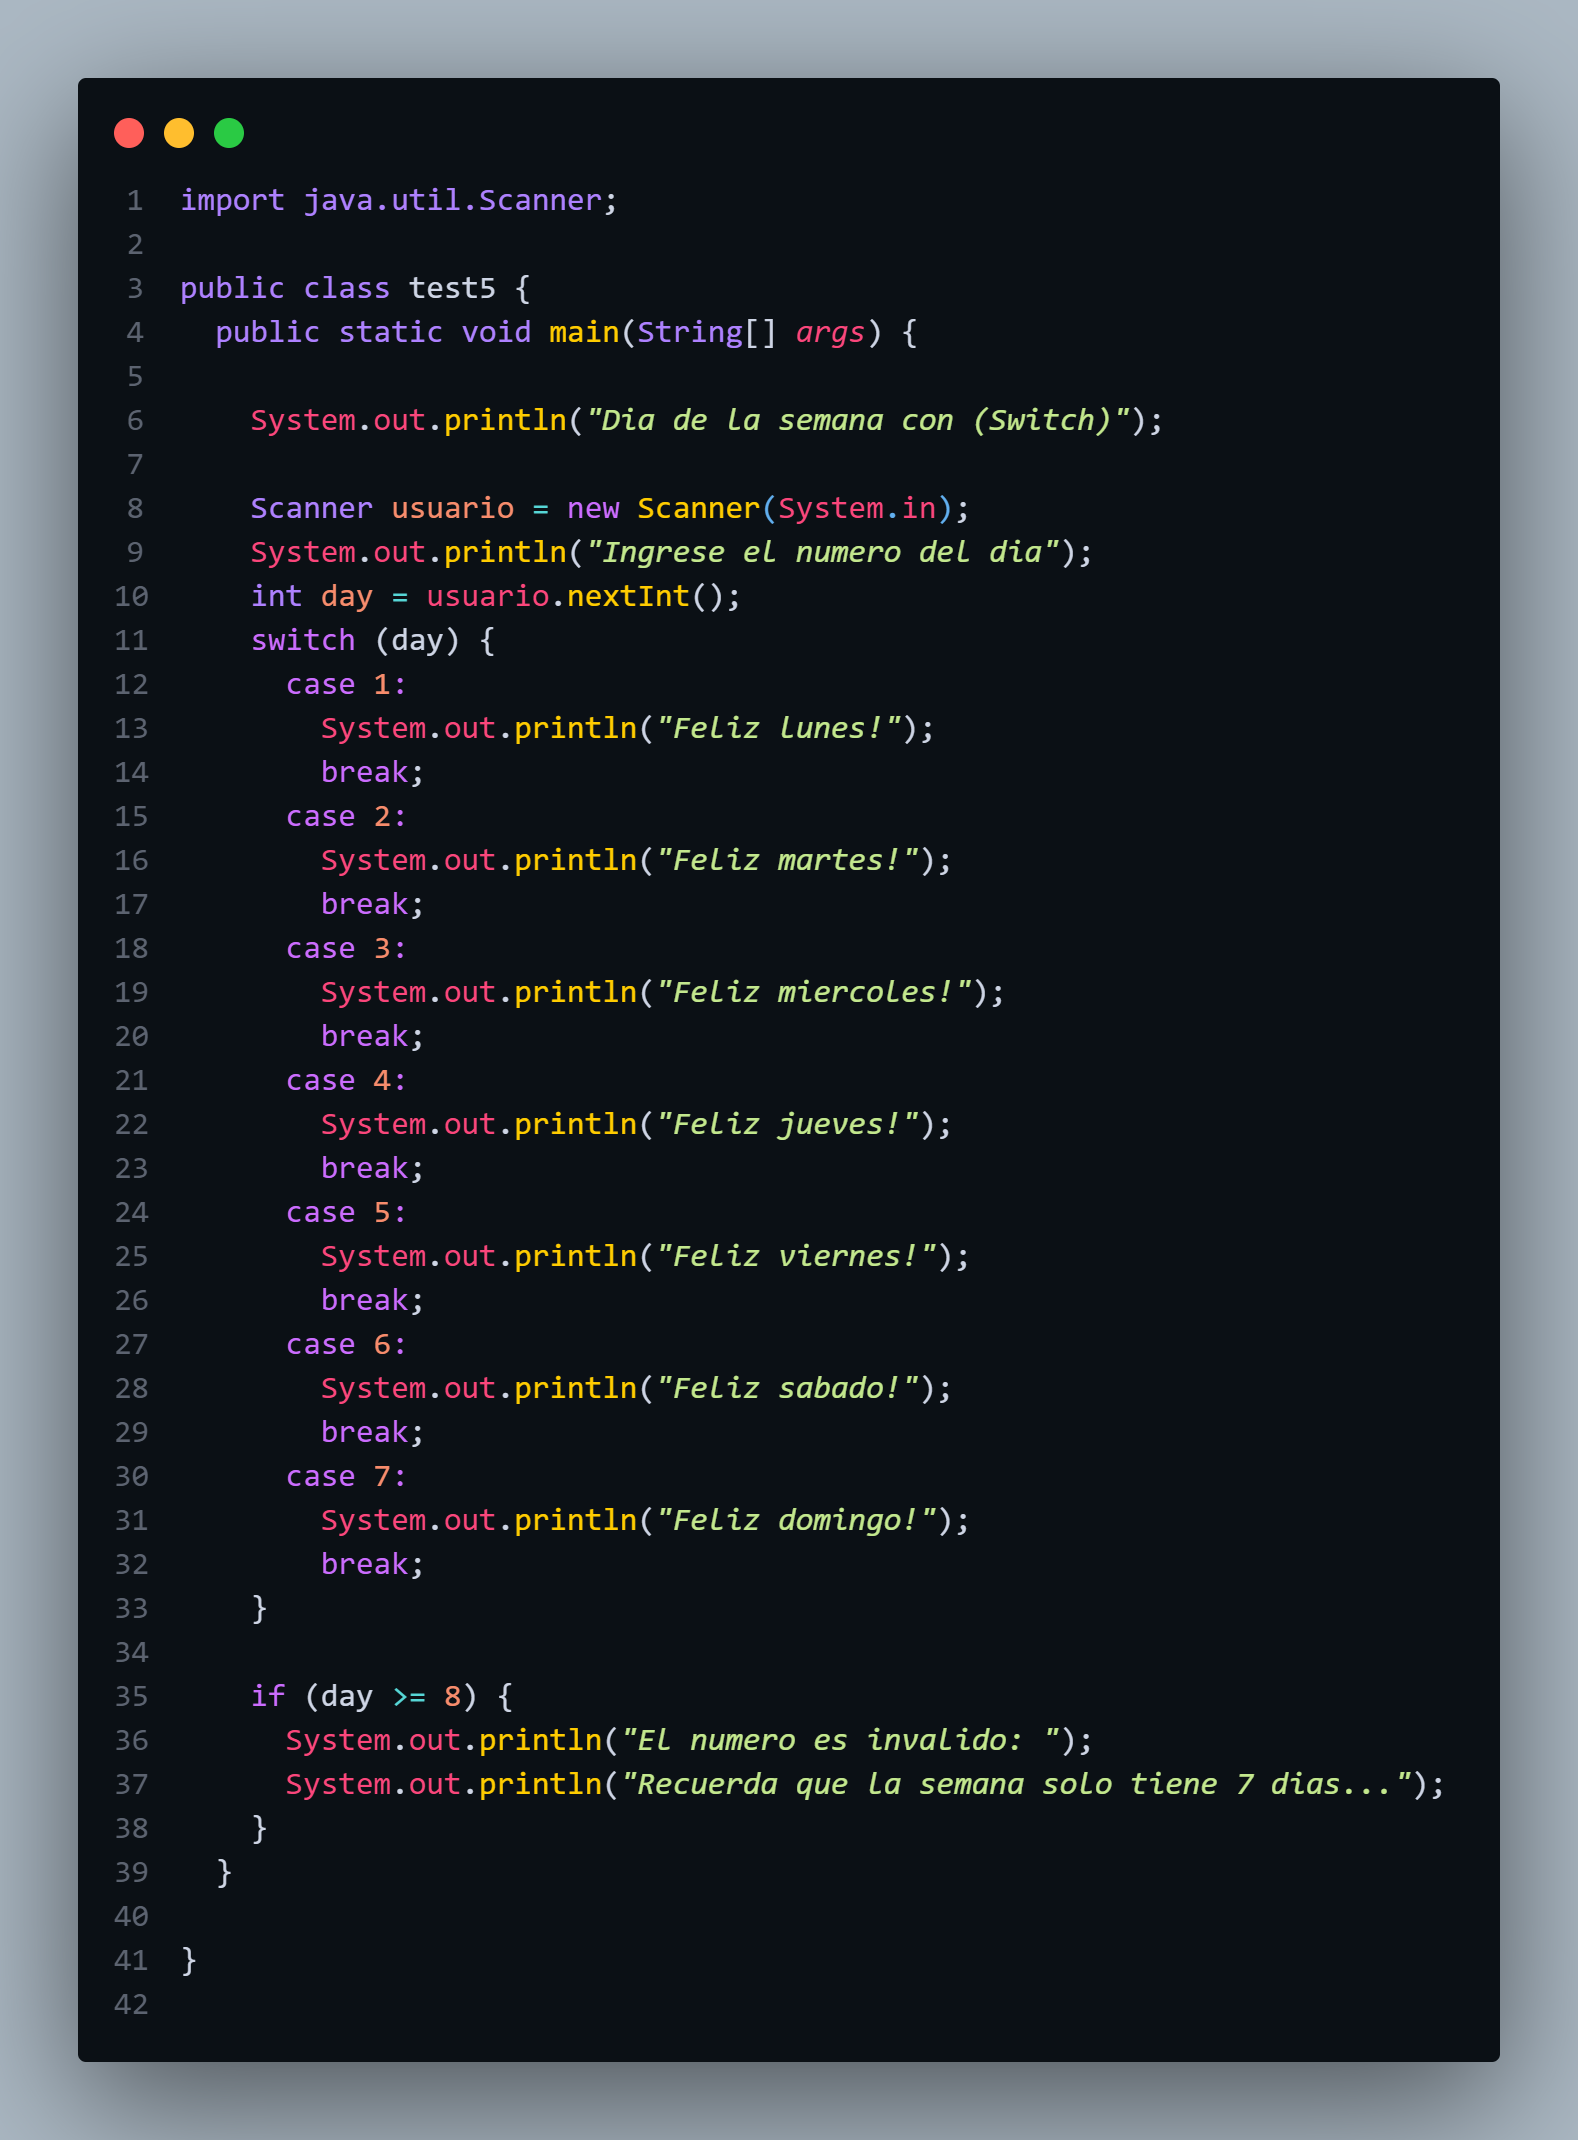 1 import java.util.Scanner;
2
3 public class test5 {
4   public static void main(String[] args) {
5
6     System.out.println("Dia de la semana con (Switch)");
7
8     Scanner usuario = new Scanner(System.in);
9     System.out.println("Ingrese el numero del dia");
10     int day = usuario.nextInt();
11     switch (day) {
12       case 1:
13         System.out.println("Feliz lunes!");
14         break;
15       case 2:
16         System.out.println("Feliz martes!");
17         break;
18       case 3:
19         System.out.println("Feliz miercoles!");
20         break;
21       case 4:
22         System.out.println("Feliz jueves!");
23         break;
24       case 5:
25         System.out.println("Feliz viernes!");
26         break;
27       case 6:
28         System.out.println("Feliz sabado!");
29         break;
30       case 7:
31         System.out.println("Feliz domingo!");
32         break;
33     }
34
35     if (day >= 8) {
36       System.out.println("El numero es invalido: ");
37       System.out.println("Recuerda que la semana solo tiene 7 dias...");
38     }
39   }
40
41 }
42